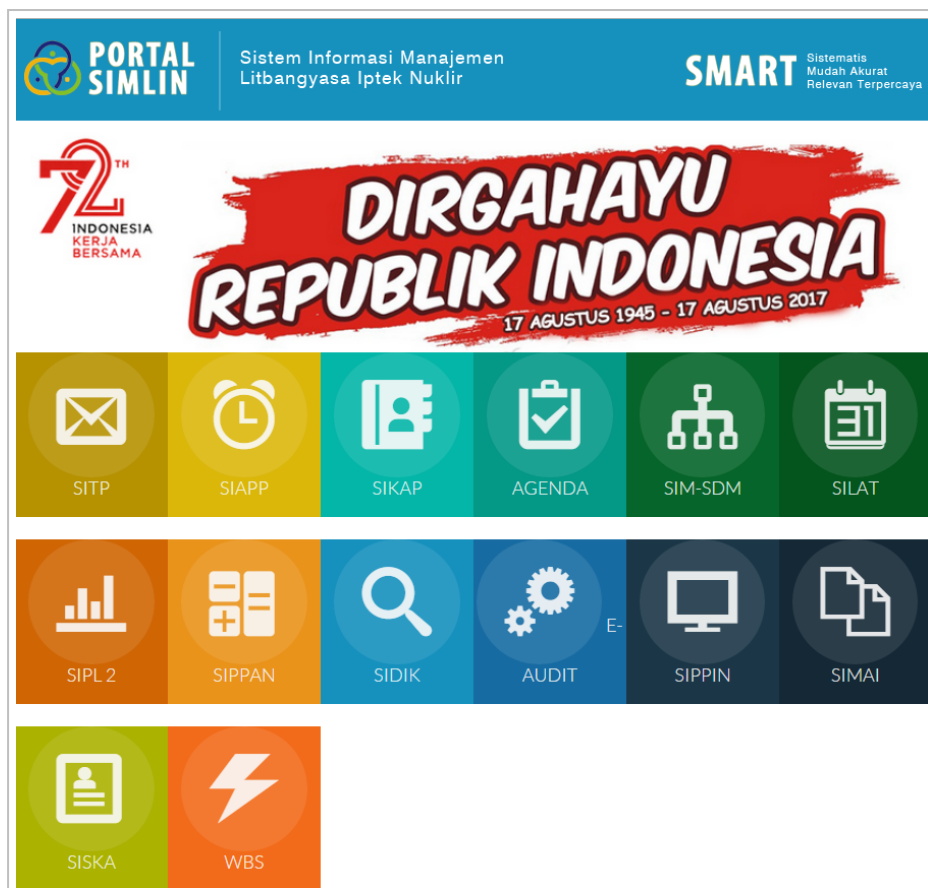 PORTAL
SIMLIN
Sistem Informasi Manajemen
Litbangyasa Iptek Nuklir
SMART
Sistematis
Mudah Akurat
Relevan Terpercaya
72 TH
INDONESIA
KERJA
BERSAMA
DIRGAHAYU
REPUBLIK INDONESIA
17 AGUSTUS 1945 - 17 AGUSTUS 2017
31
SITP
SIAPP
SIKAP
AGENDA
SIM-SDM
SILAT
SIPL 2
SIPPAN
SIDIK
E-
AUDIT
SIPPIN
SIMAI
SISKA
WBS